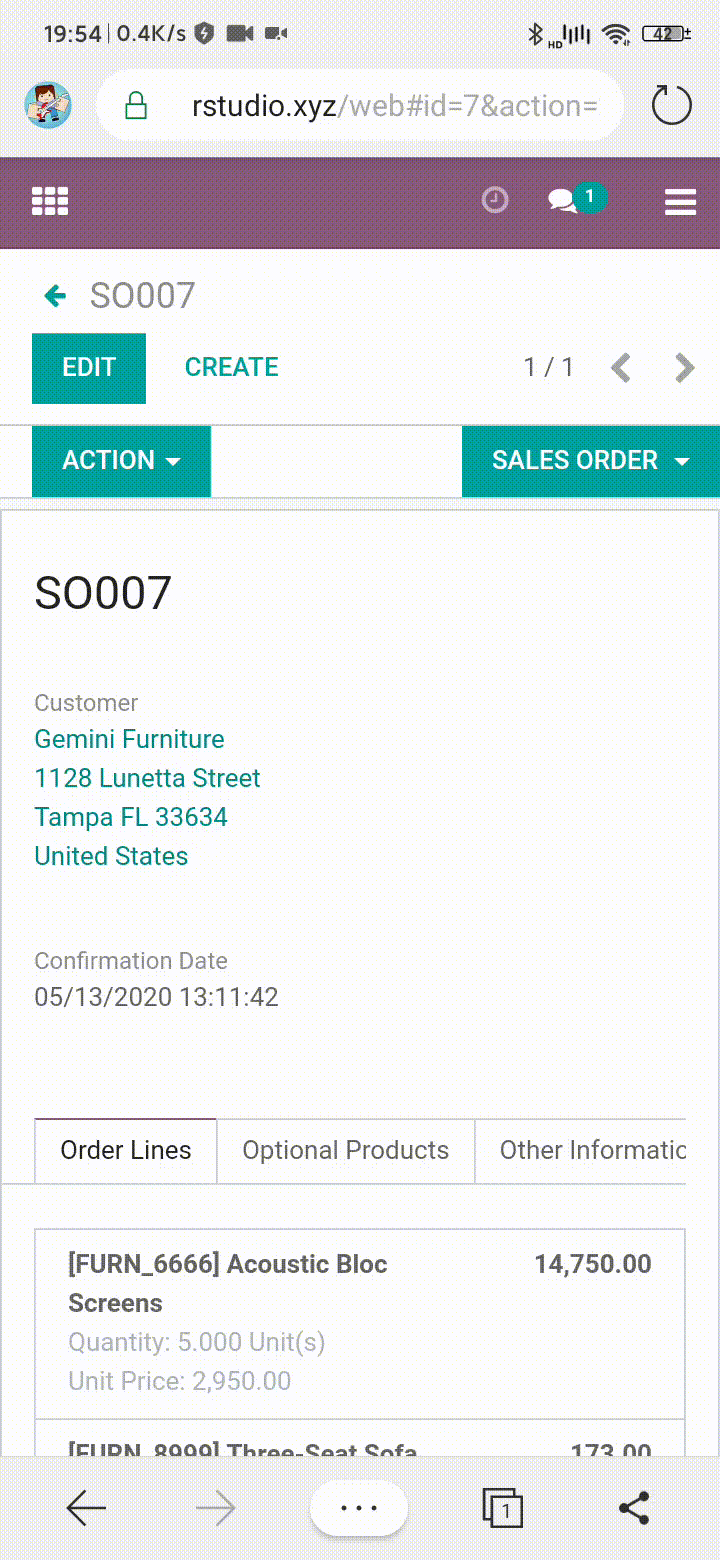 19:54 0.4K/s HD 42
rstudio.xyz/web#id=7&action=
1
SO007
EDIT CREATE 1 / 1
ACTION SALES ORDER
SO007
Customer
Gemini Furniture
1128 Lunetta Street
Tampa FL 33634
United States
Confirmation Date
05/13/2020 13:11:42
Order Lines Optional Products Other Informatic
[FURN_6666] Acoustic Bloc 14,750.00
Screens
Quantity: 5.000 Unit(s)
Unit Price: 2,950.00
[FURN_8999] Three-Seat Sofa 173.00
1